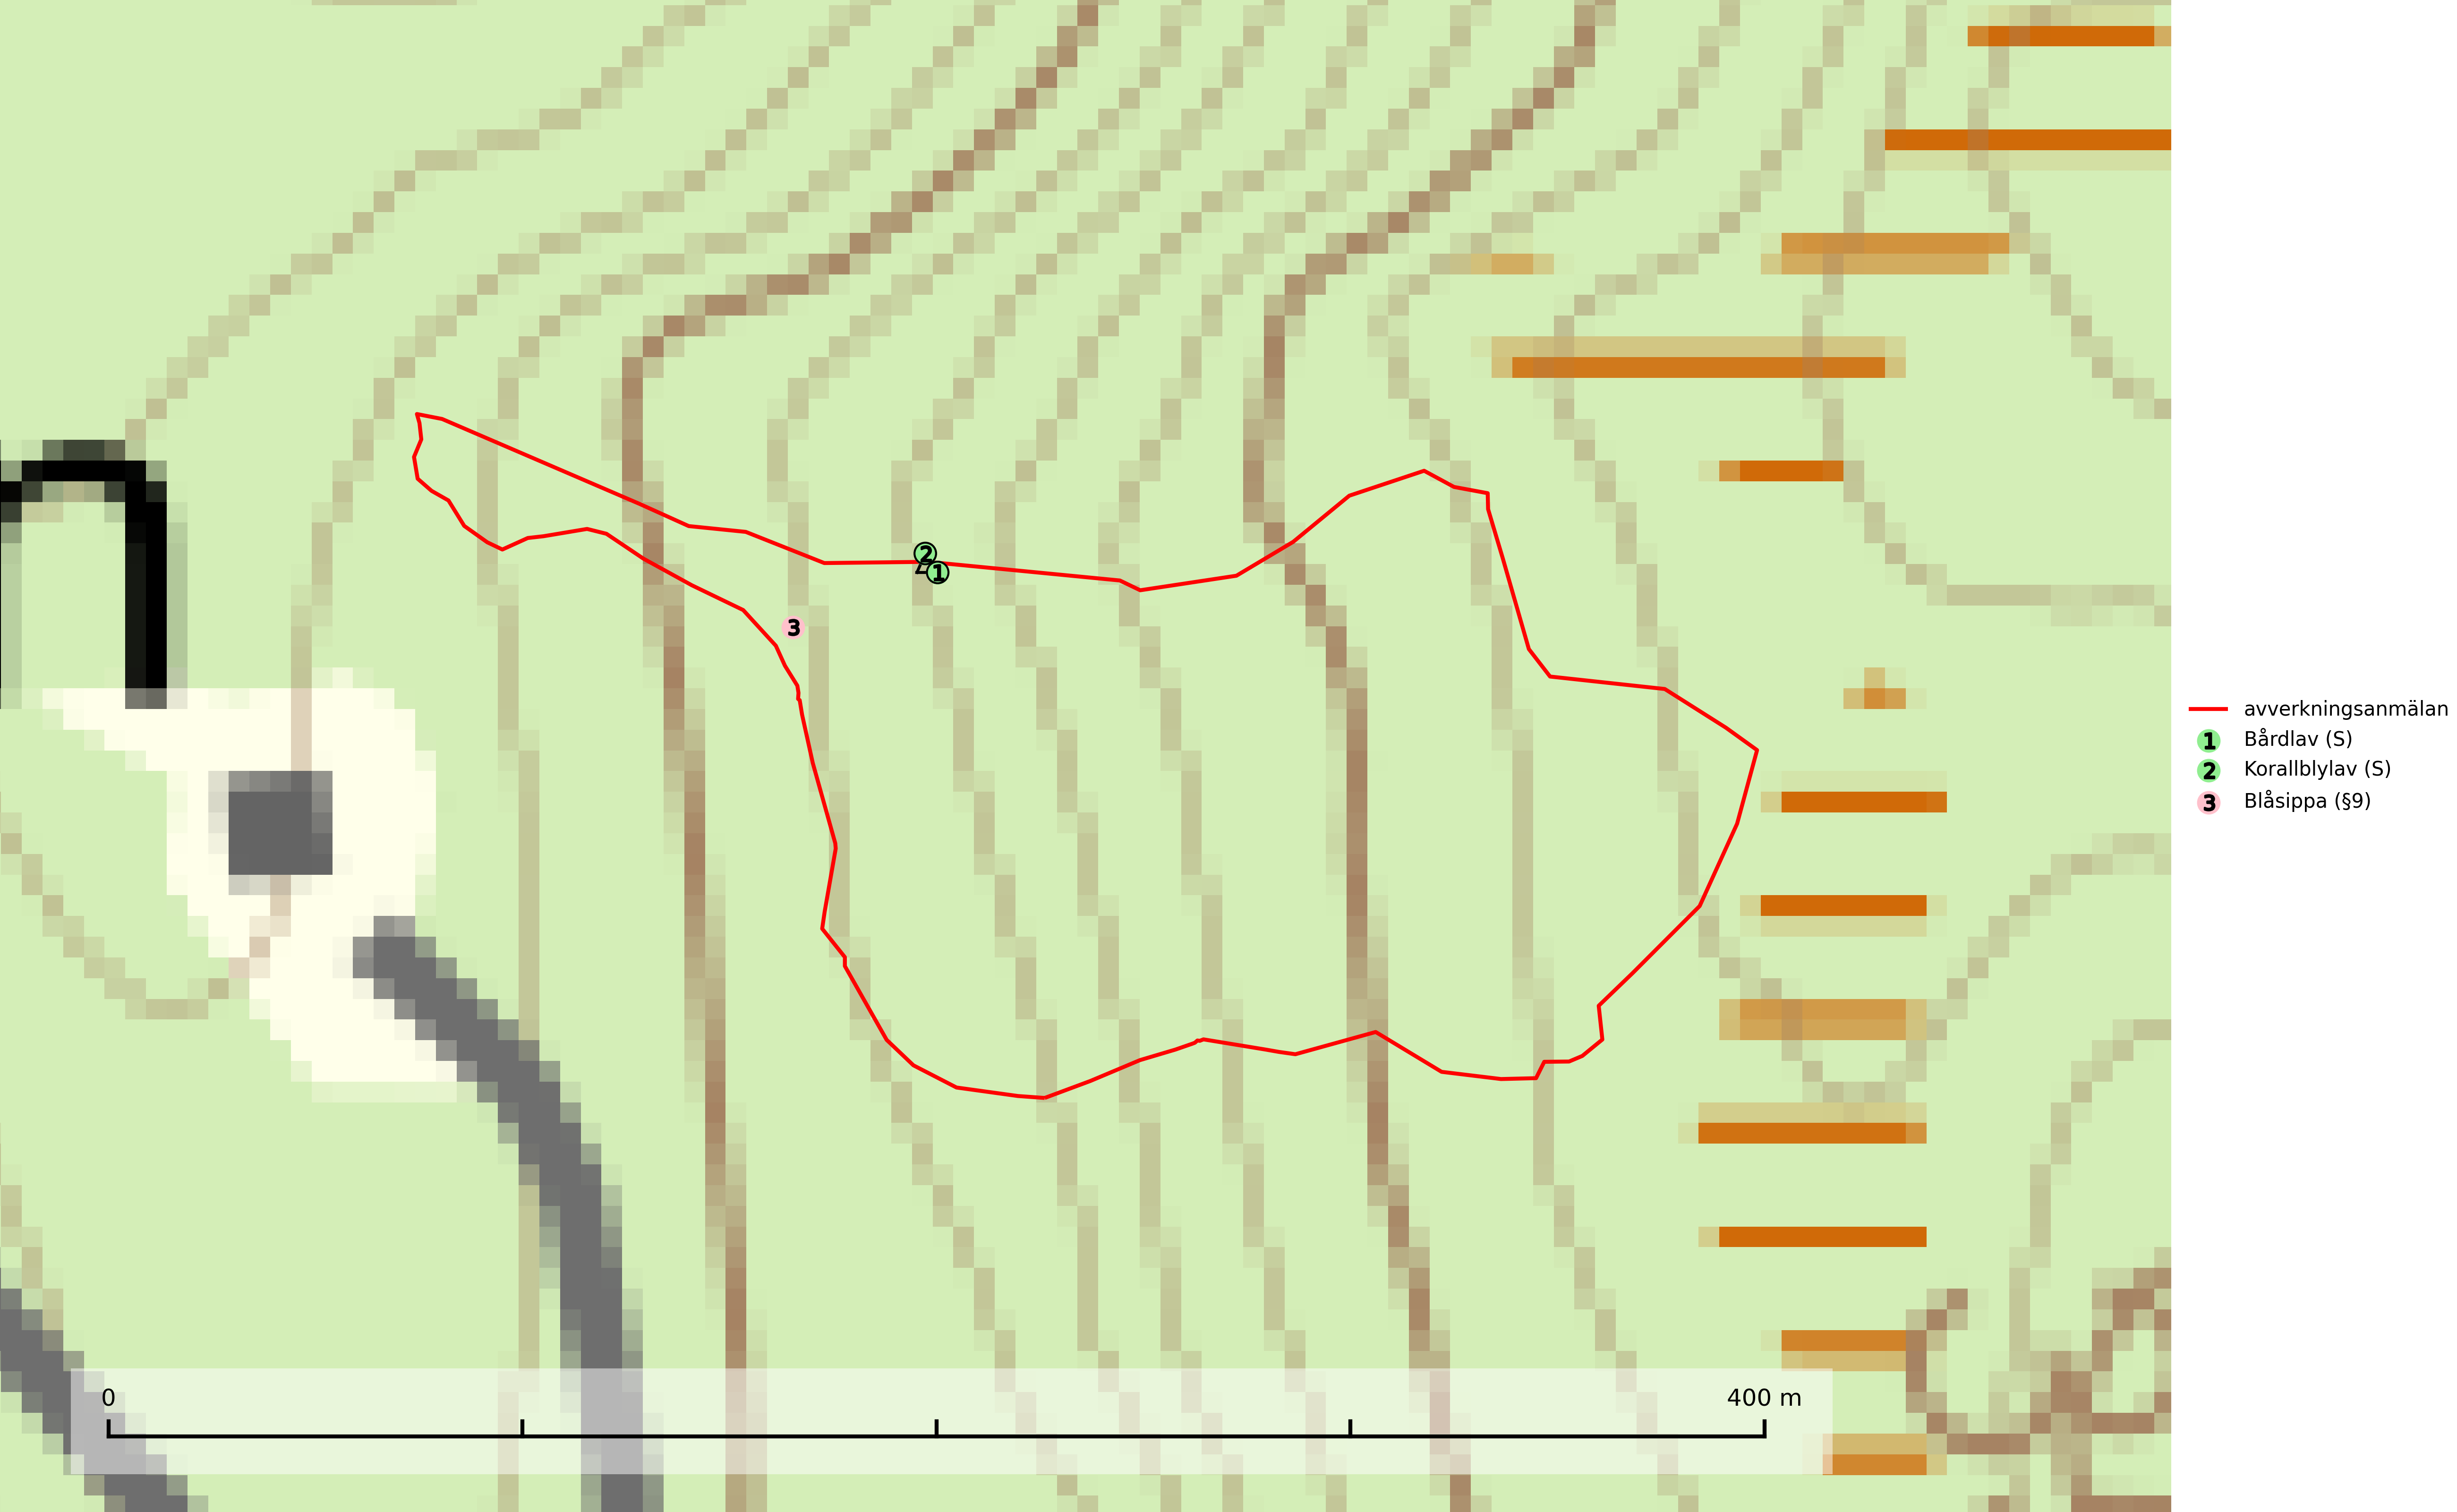 2
1
3
avverkningsanmälan
1 Bårdlav (S)
2 Korallblylav (S)
3 Blåsippa (§9)
0 400 m